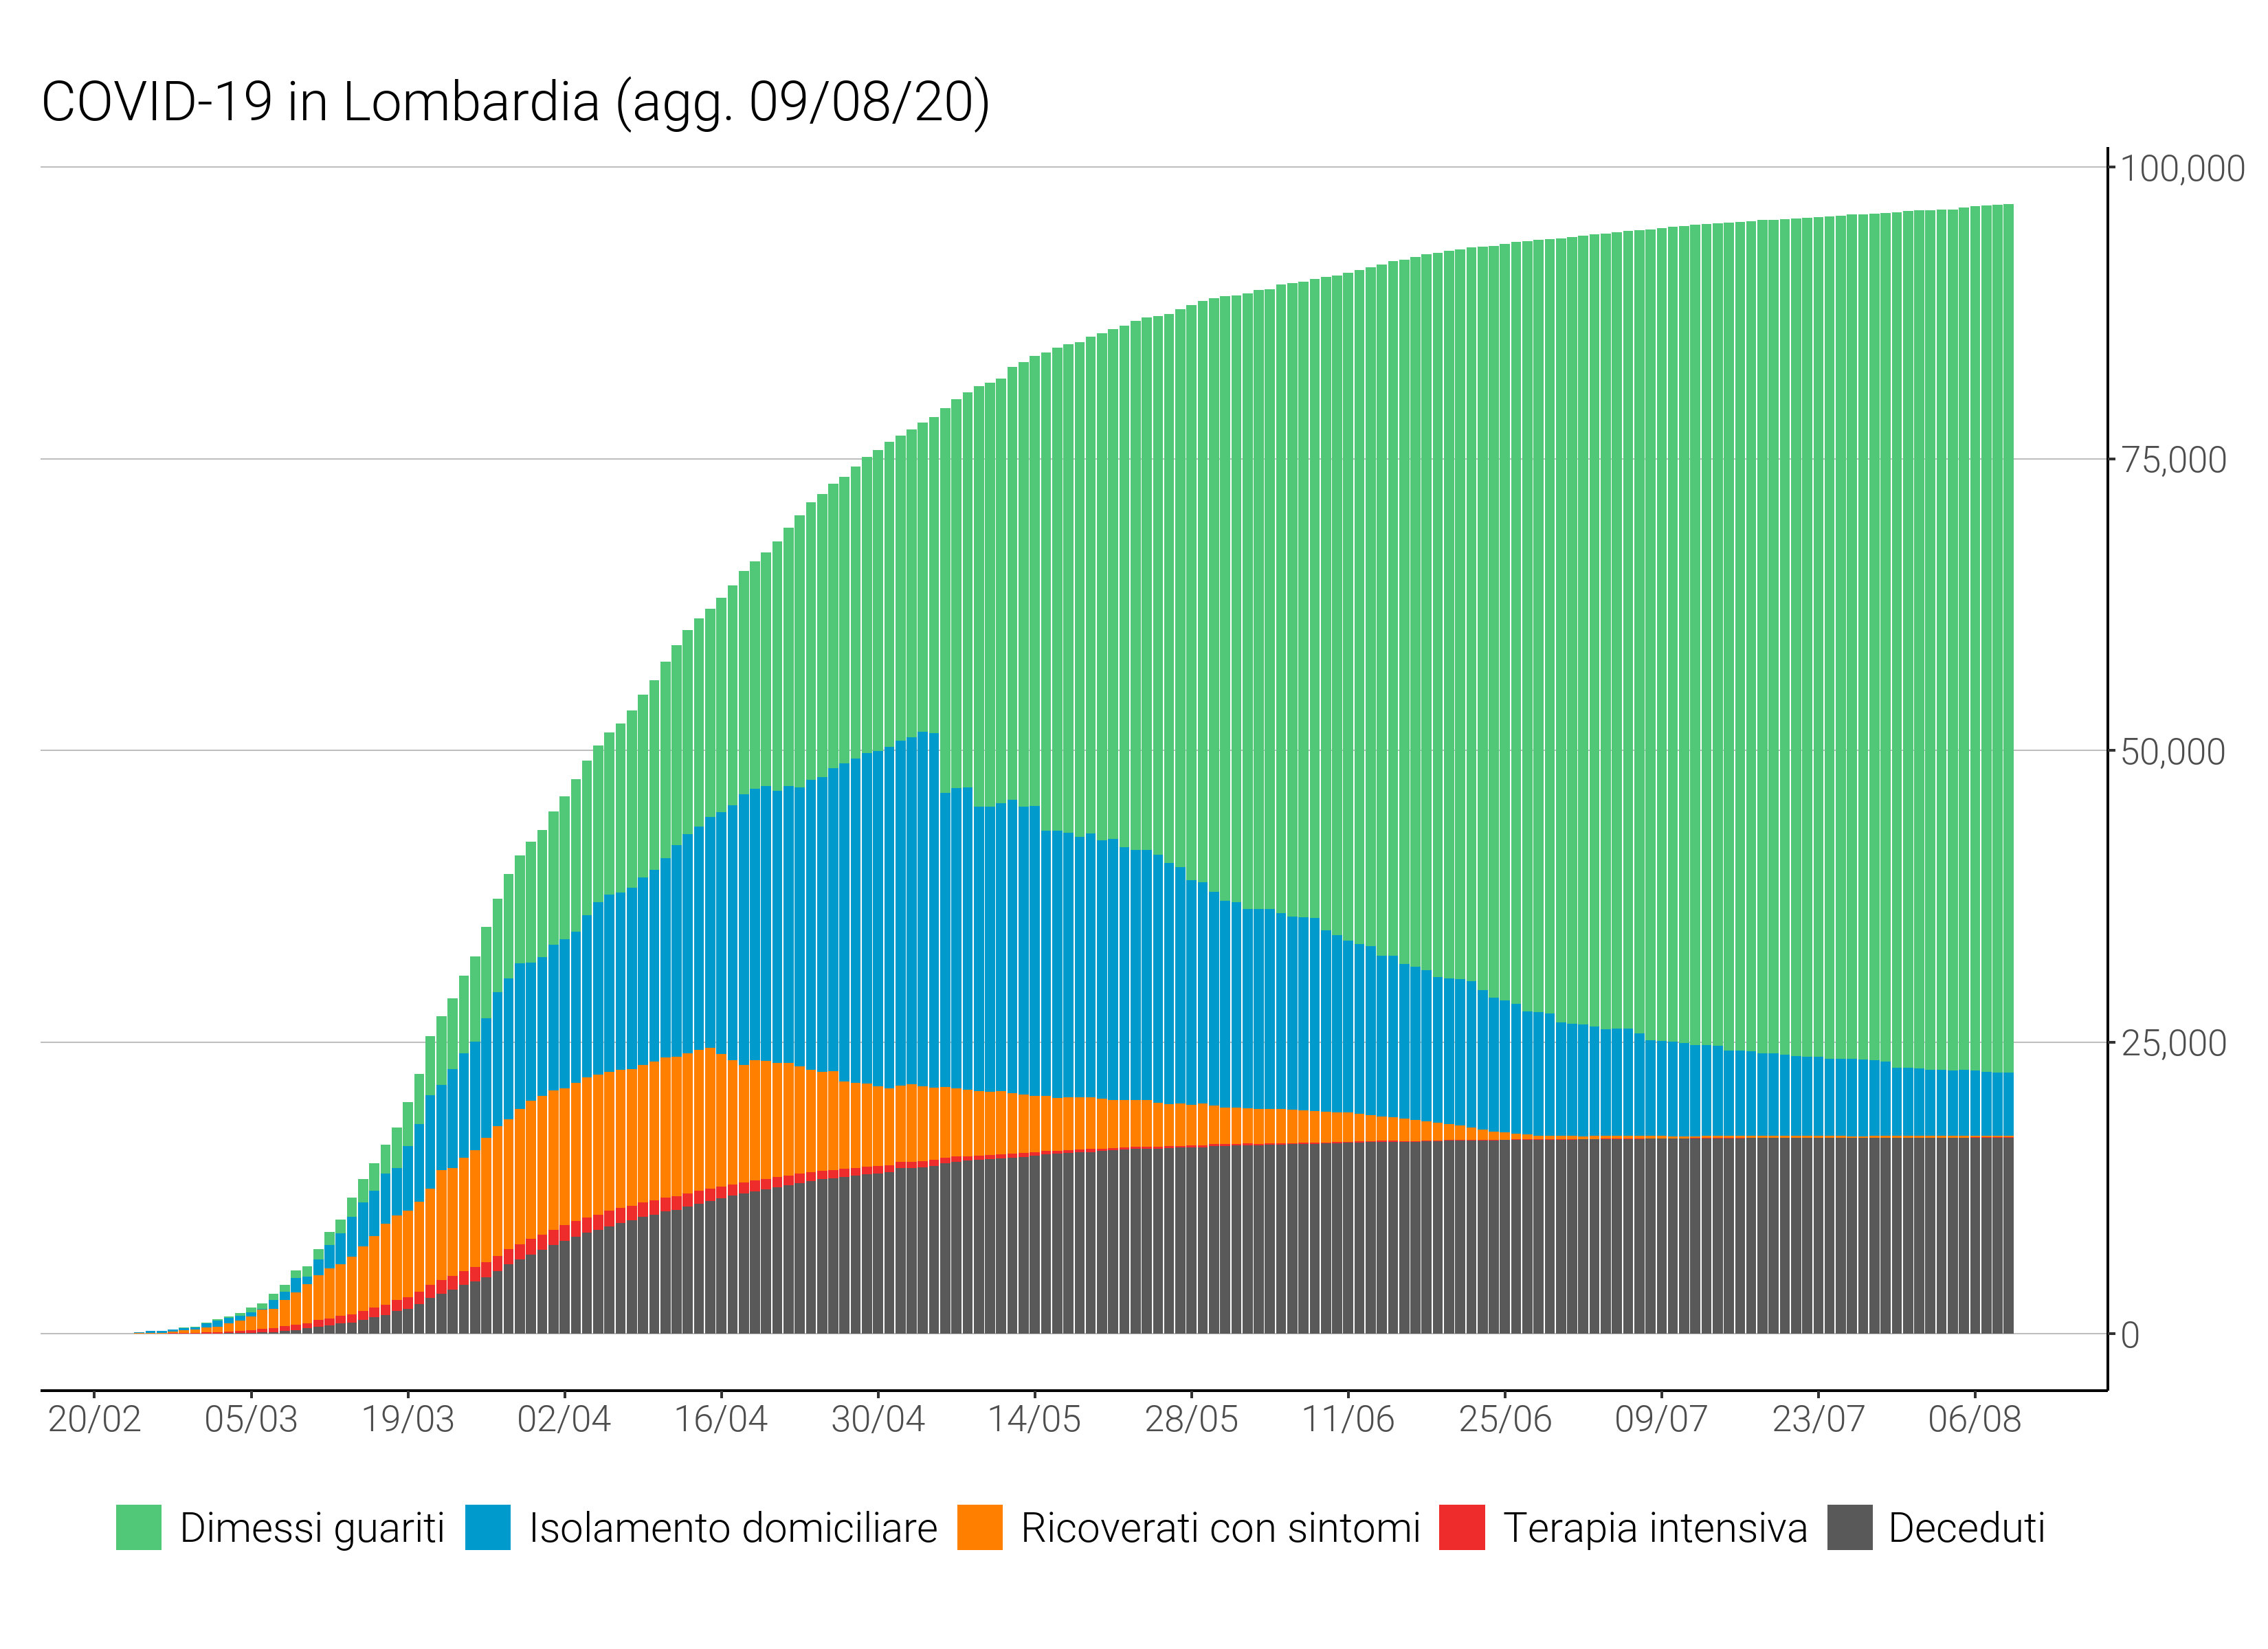 COVID-19 in Lombardia (agg. 09/08/20)
100,000
75,000
50,000
25,000
0
20/02 05/03 19/03 02/04 16/04 30/04 14/05 28/05 11/06 25/06 09/07 23/07 06/08
Dimessi guariti Isolamento domiciliare Ricoverati con sintomi Terapia intensiva Deceduti